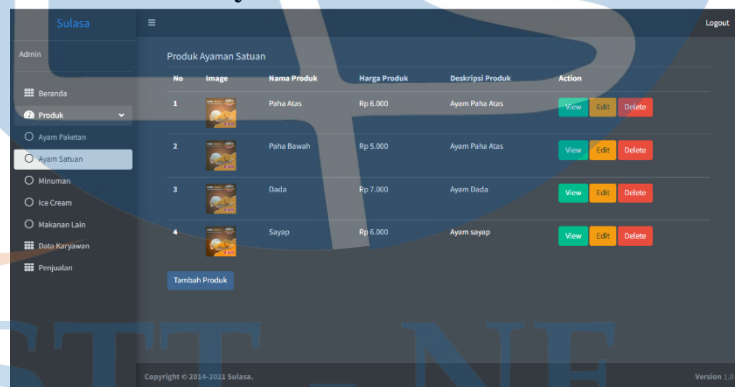 Sulasa
Logout
Admin
Beranda
Produk
Ayam Paketan
Ayam Satuan
Minuman
Ice Cream
Makanan Lain
Data Karyawan
Penjualan
Produk Ayaman Satuan
No Image Nama Produk Harga Produk Deskripsi Produk Action
1 Paha Atas Rp 6.000 Ayam Paha Atas View Edit Delete
2 Paha Bawah Rp 5.000 Ayam Paha Atas View Edit Delete
3 Dada Rp 7.000 Ayam Dada View Edit Delete
4 Sayap Rp 6.000 Ayam sayap View Edit Delete
Tambah Produk
STT - NF
Copyright © 2014-2021 Sulasa.
Version 1.0